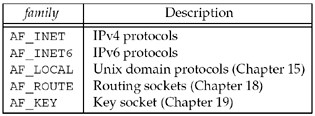 family Description
AF_INET IPv4 protocols
AF_INET6 IPv6 protocols
AF_LOCAL Unix domain protocols (Chapter 15)
AF_ROUTE Routing sockets (Chapter 18)
AF_KEY Key socket (Chapter 19)